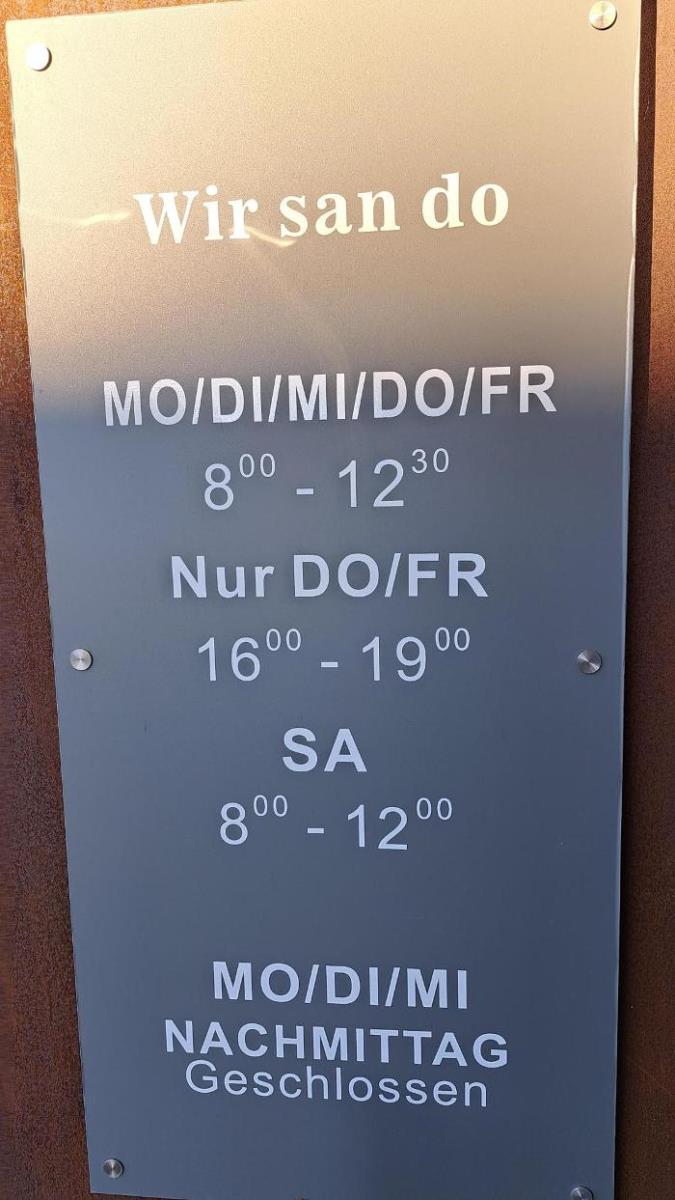 Wir san do
MO/DI/MI/DO/FR
8⁰⁰ - 12³⁰
Nur DO/FR
16⁰⁰ - 19⁰⁰
SA
8⁰⁰ - 12⁰⁰
MO/DI/MI
NACHMITTAG
Geschlossen